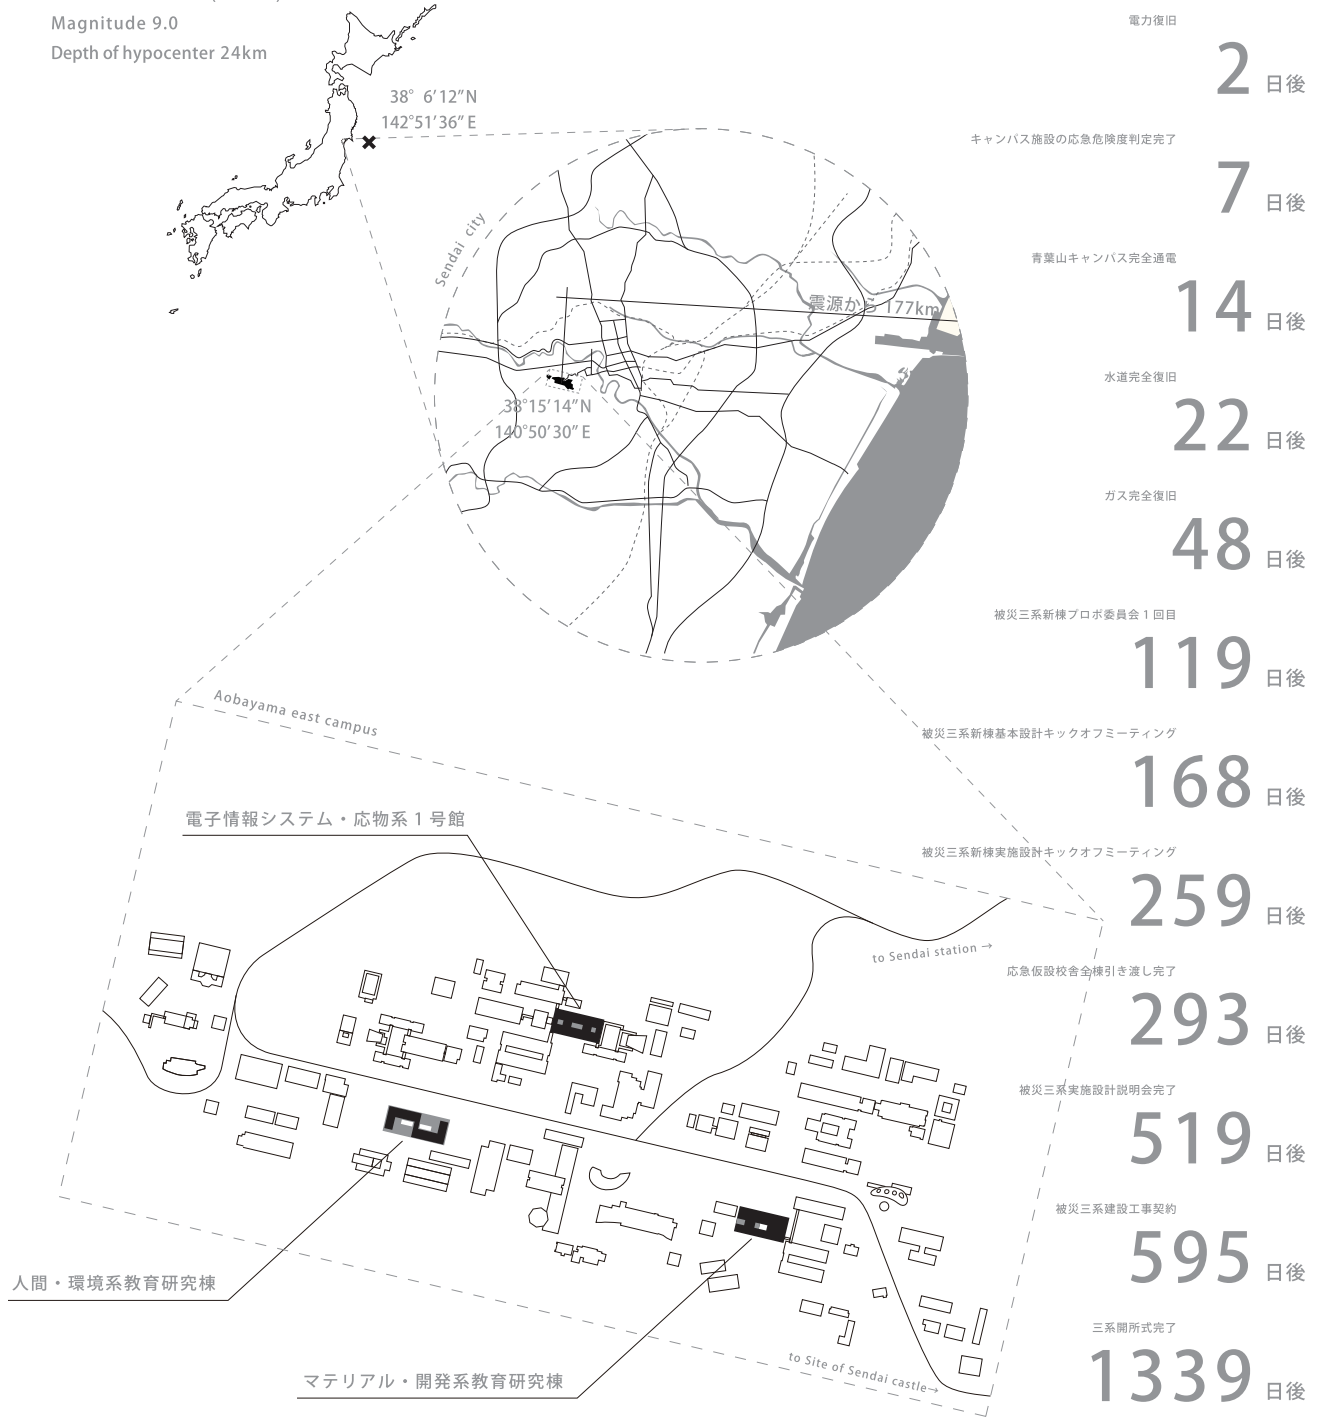 Magnitude 9.0
Depth of hypocenter 24km
38° 6′12″N
142°51′36″E
Sendai city
震源から 177km
38°15′14″N
140°50′30″E
Aobayama east campus
電子情報システム・応物系1号館
to Sendai station →
人間・環境系教育研究棟
マテリアル・開発系教育研究棟
to Site of Sendai castle→
電力復旧
2 日後
キャンパス施設の応急危険度判定完了
7 日後
青葉山キャンパス完全通電
14 日後
水道完全復旧
22 日後
ガス完全復旧
48 日後
被災三系新棟プロポ委員会1回目
119 日後
被災三系新棟基本設計キックオフミーティング
168 日後
被災三系新棟実施設計キックオフミーティング
259 日後
応急仮設校舎全棟引き渡し完了
293 日後
被災三系実施設計説明会完了
519 日後
被災三系建設工事契約
595 日後
三系開所式完了
1339 日後